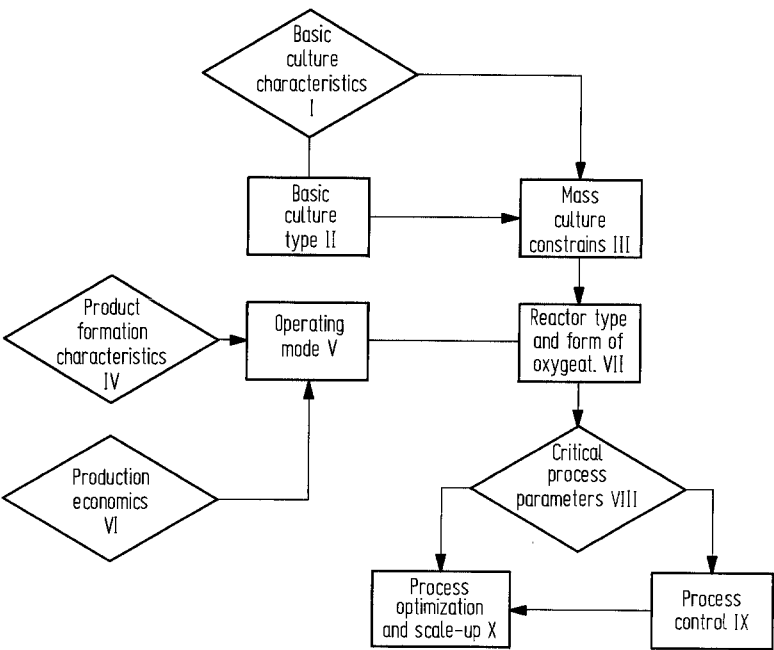 Basic
culture
characteristics
I
Basic
culture
type II
Mass
culture
constrains III
Product
formation
characteristics
IV
Operating
mode V
Reactor type
and form of
oxygeat. VII
Production
economics
VI
Critical
process
parameters VIII
Process
optimization
and scale-up X
Process
control IX